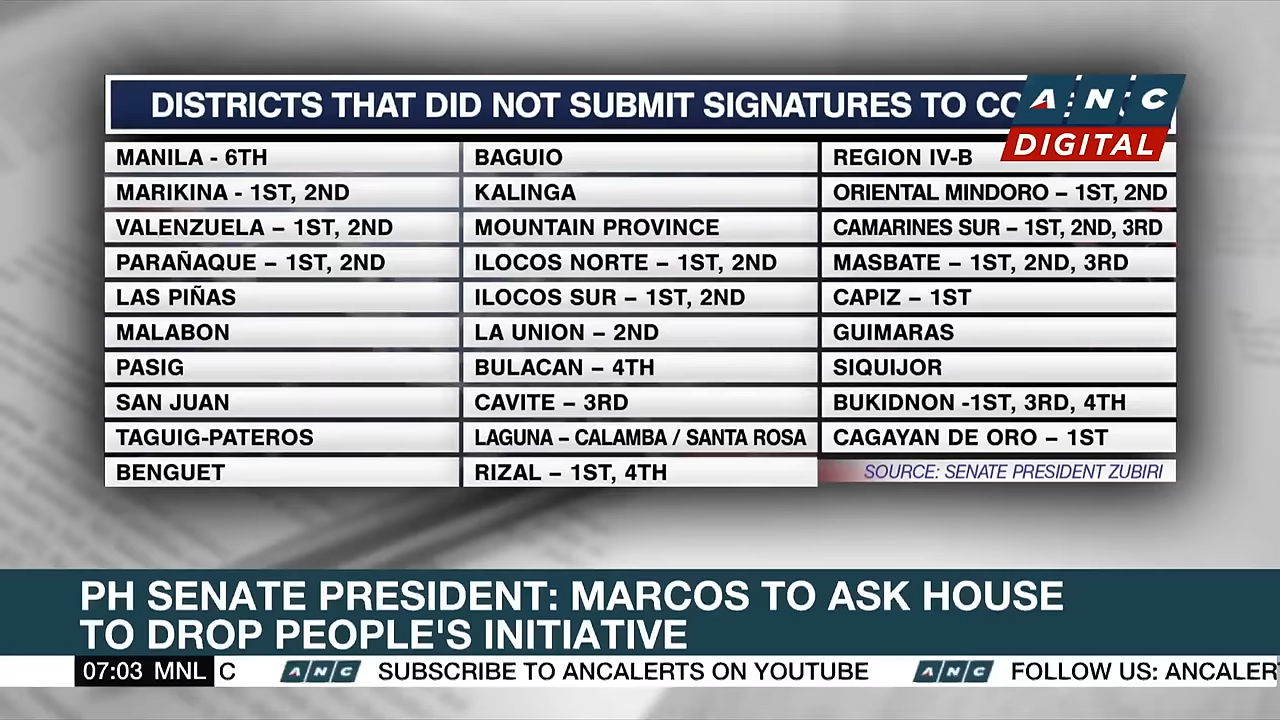 DISTRICTS THAT DID NOT SUBMIT SIGNATURES TO
ANC
DIGITAL
MANILA - 6TH
MARIKINA - 1ST, 2ND
VALENZUELA – 1ST, 2ND
PARAÑAQUE – 1ST, 2ND
LAS PIÑAS
MALABON
PASIG
SAN JUAN
TAGUIG-PATEROS
BENGUET
BAGUIO
KALINGA
MOUNTAIN PROVINCE
ILOCOS NORTE – 1ST, 2ND
ILOCOS SUR – 1ST, 2ND
LA UNION – 2ND
BULACAN – 4TH
CAVITE – 3RD
LAGUNA – CALAMBA / SANTA ROSA
RIZAL – 1ST, 4TH
REGION IV-B
ORIENTAL MINDORO – 1ST, 2ND
CAMARINES SUR – 1ST, 2ND, 3RD
MASBATE – 1ST, 2ND, 3RD
CAPIZ – 1ST
GUIMARAS
SIQUIJOR
BUKIDNON -1ST, 3RD, 4TH
CAGAYAN DE ORO – 1ST
SOURCE: SENATE PRESIDENT ZUBIRI
PH SENATE PRESIDENT: MARCOS TO ASK HOUSE
TO DROP PEOPLE'S INITIATIVE
07:03 MNL C ANC SUBSCRIBE TO ANCALERTS ON YOUTUBE ANC FOLLOW US: ANCALER